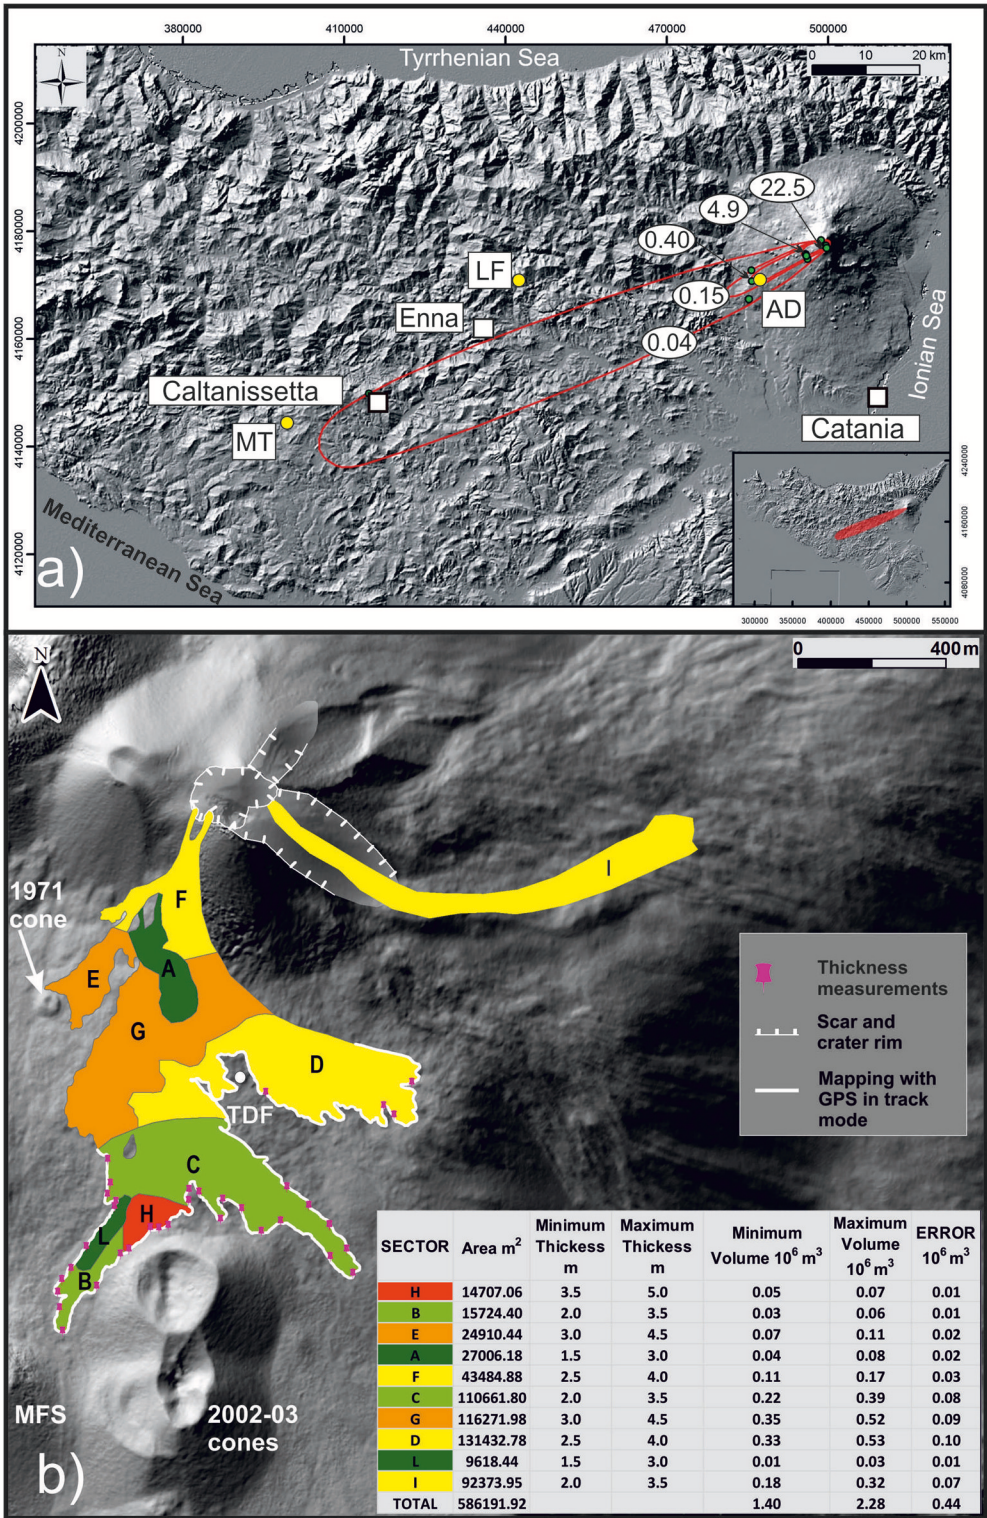 380000 410000 440000 470000 500000
N
Tyrrhenian Sea
0 10 20 km
4200000
4180000
4160000
4140000
4120000
22.5
4.9
0.40
0.15
0.04
LF
AD
Enna
Caltanissetta
MT
Catania
Ionian Sea
Mediterranean Sea
a)
4240000
4160000
4080000
300000 350000 400000 450000 500000 550000
N
0 400 m
1971
cone
F
I
A
E
G
D
TDF
C
H
L
B
MFS
2002-03
cones
b)
Thickness
measurements
Scar and
crater rim
Mapping with
GPS in track
mode
SECTOR Area m² Minimum Thickess m Maximum Thickess m Minimum Volume 10⁶ m³ Maximum Volume 10⁶ m³ ERROR 10⁶ m³
H 14707.06 3.5 5.0 0.05 0.07 0.01
B 15724.40 2.0 3.5 0.03 0.06 0.01
E 24910.44 3.0 4.5 0.07 0.11 0.02
A 27006.18 1.5 3.0 0.04 0.08 0.02
F 43484.88 2.5 4.0 0.11 0.17 0.03
C 110661.80 2.0 3.5 0.22 0.39 0.08
G 116271.98 3.0 4.5 0.35 0.52 0.09
D 131432.78 2.5 4.0 0.33 0.53 0.10
L 9618.44 1.5 3.0 0.01 0.03 0.01
I 92373.95 2.0 3.5 0.18 0.32 0.07
TOTAL 586191.92 1.40 2.28 0.44